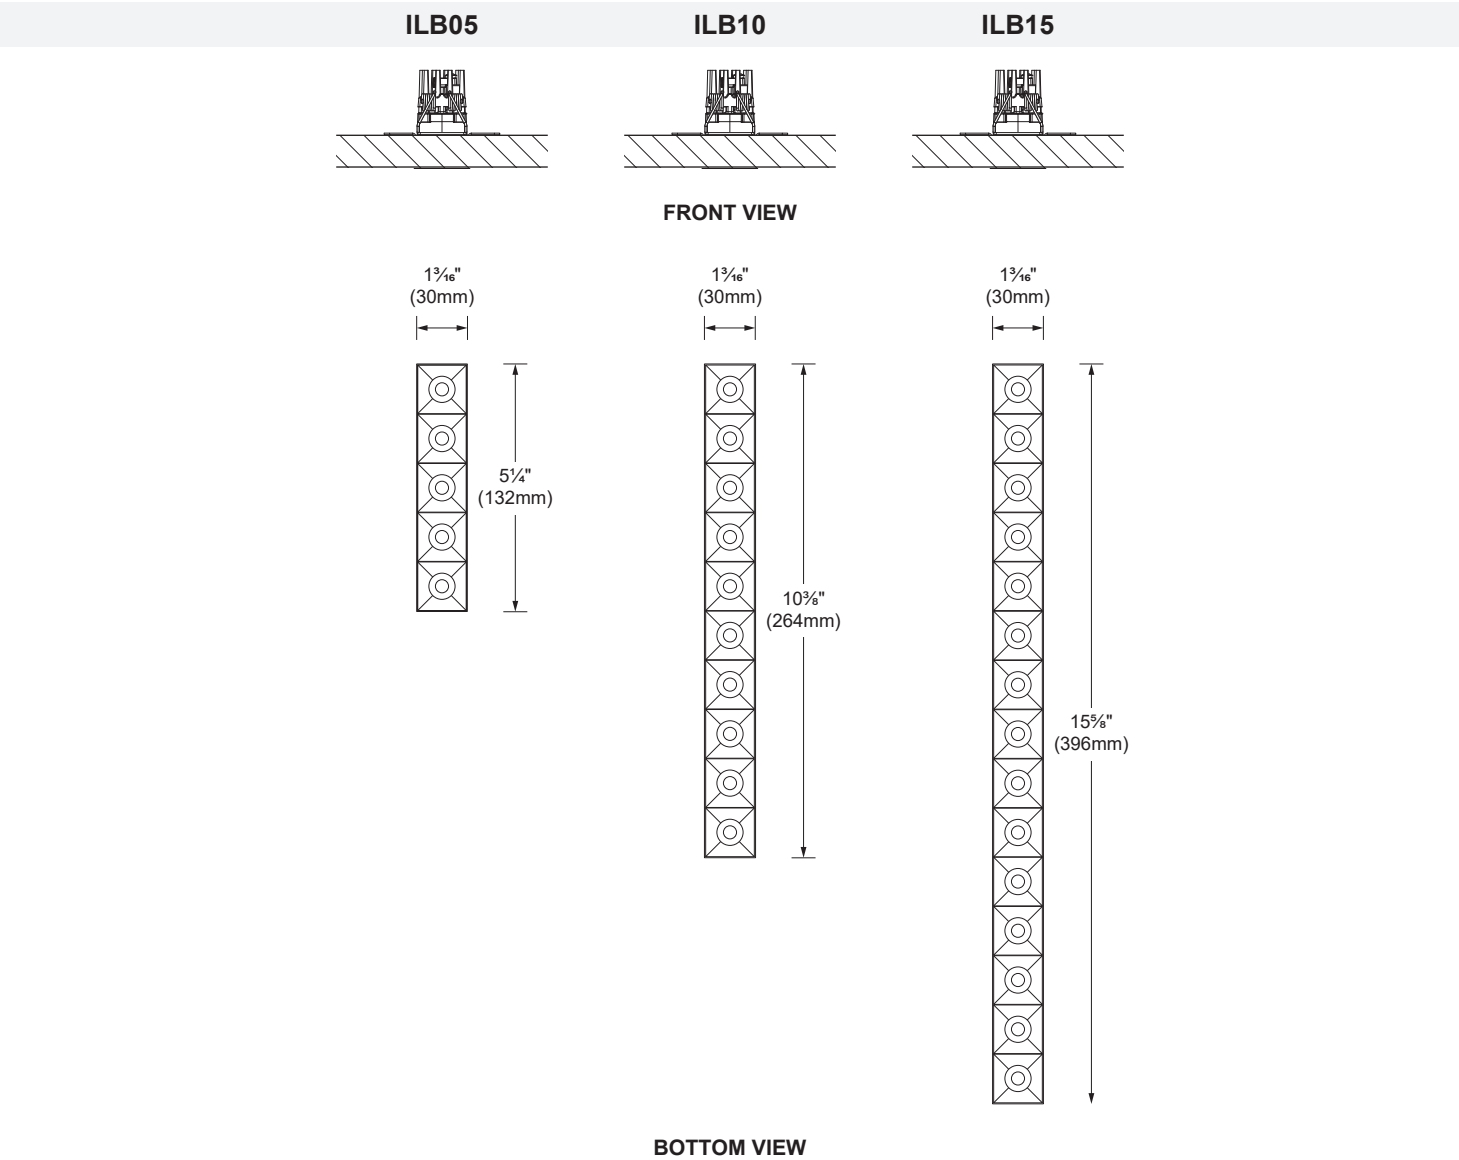 ILB05 ILB10 ILB15
FRONT VIEW
1³⁄₁₆" 1³⁄₁₆" 1³⁄₁₆"
(30mm) (30mm) (30mm)
5¼"
(132mm)
10⅜"
(264mm)
15⅝"
(396mm)
BOTTOM VIEW